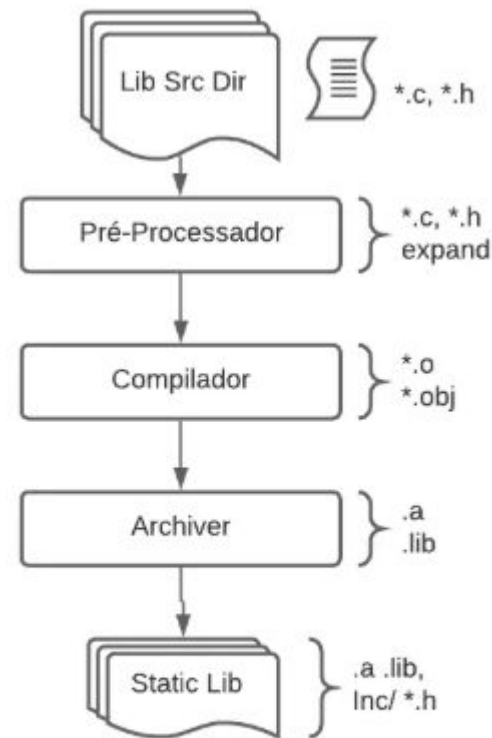 Lib Src Dir
*.c, *.h
Pré-Processador
*.c, *.h
expand
Compilador
*.o
*.obj
Archiver
.a
.lib
Static Lib
.a .lib,
Inc/ *.h